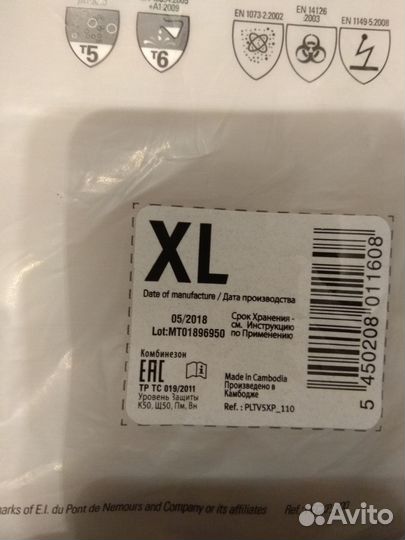 +A1:2009
T5
T6
EN 1073-2:2002
EN 14126
:2003
EN 1149-5:2008
XL
Date of manufacture / Дата производства
05/2018
Lot:MT01896950
Срок Хранения -
см. Инструкцию
по Применению
Комбинезон
EAC
i
ТР ТС 019/2011
Уровень Защиты
К50, Щ50, Пм, Вн
Made in Cambodia
Произведено в
Камбодже
Ref. : PLTV5XP_110
5 450208 011608
marks of E.I. du Pont de Nemours and Company or its affiliates
Ref
Avito